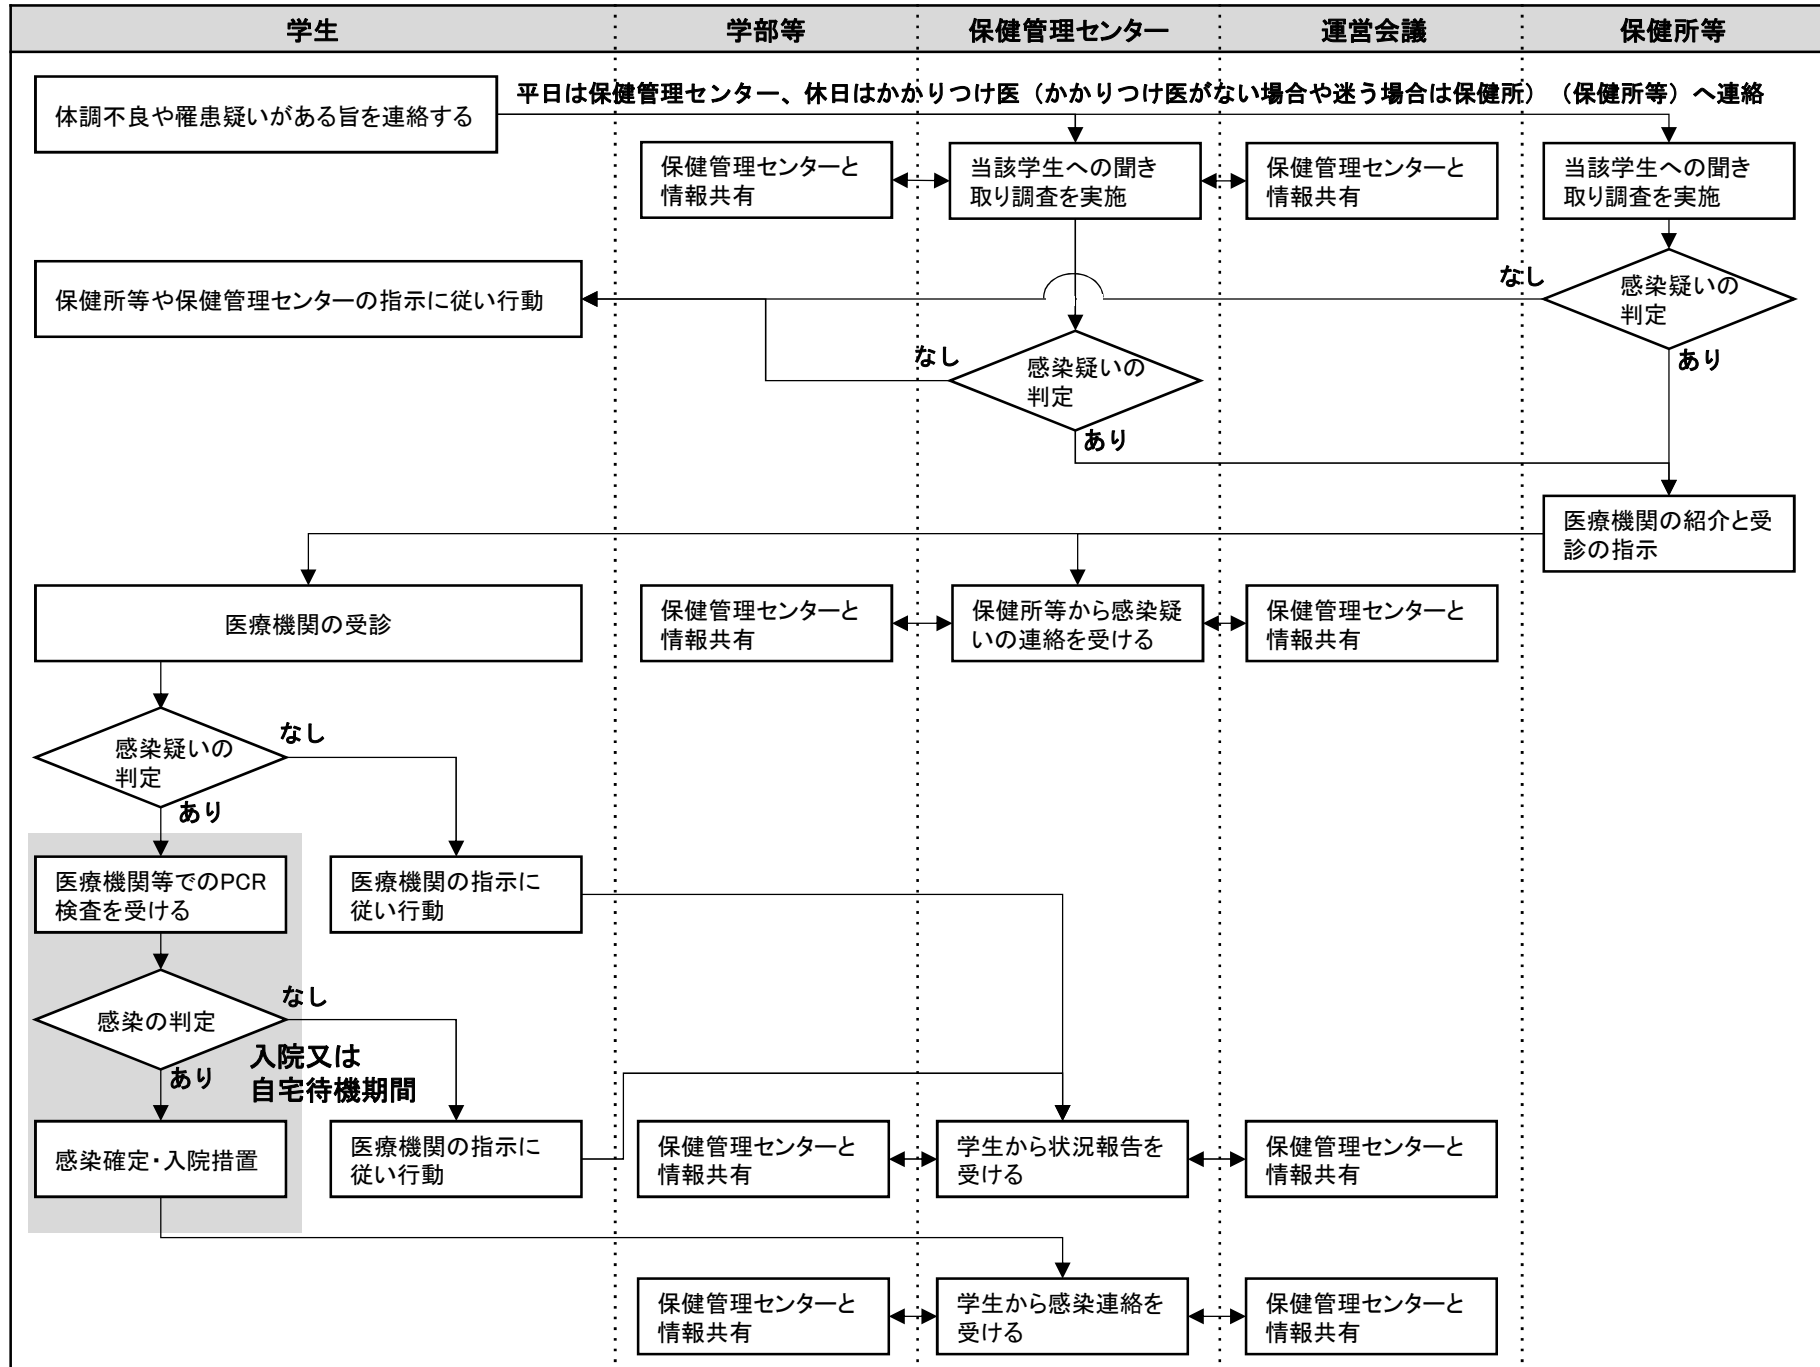 学生
学部等
保健管理センター
運営会議
保健所等
体調不良や罹患疑いがある旨を連絡する
平日は保健管理センター、休日はかかりつけ医（かかりつけ医がない場合や迷う場合は保健所）（保健所等）へ連絡
保健管理センターと
情報共有
当該学生への聞き
取り調査を実施
保健管理センターと
情報共有
当該学生への聞き
取り調査を実施
保健所等や保健管理センターの指示に従い行動
なし
感染疑いの
判定
あり
なし
感染疑いの
判定
あり
医療機関の紹介と受
診の指示
医療機関の受診
保健管理センターと
情報共有
保健所等から感染疑
いの連絡を受ける
保健管理センターと
情報共有
感染疑いの
判定
なし
あり
医療機関等でのPCR
検査を受ける
医療機関の指示に
従い行動
感染の判定
なし
あり
入院又は
自宅待機期間
感染確定・入院措置
医療機関の指示に
従い行動
保健管理センターと
情報共有
学生から状況報告を
受ける
保健管理センターと
情報共有
保健管理センターと
情報共有
学生から感染連絡を
受ける
保健管理センターと
情報共有